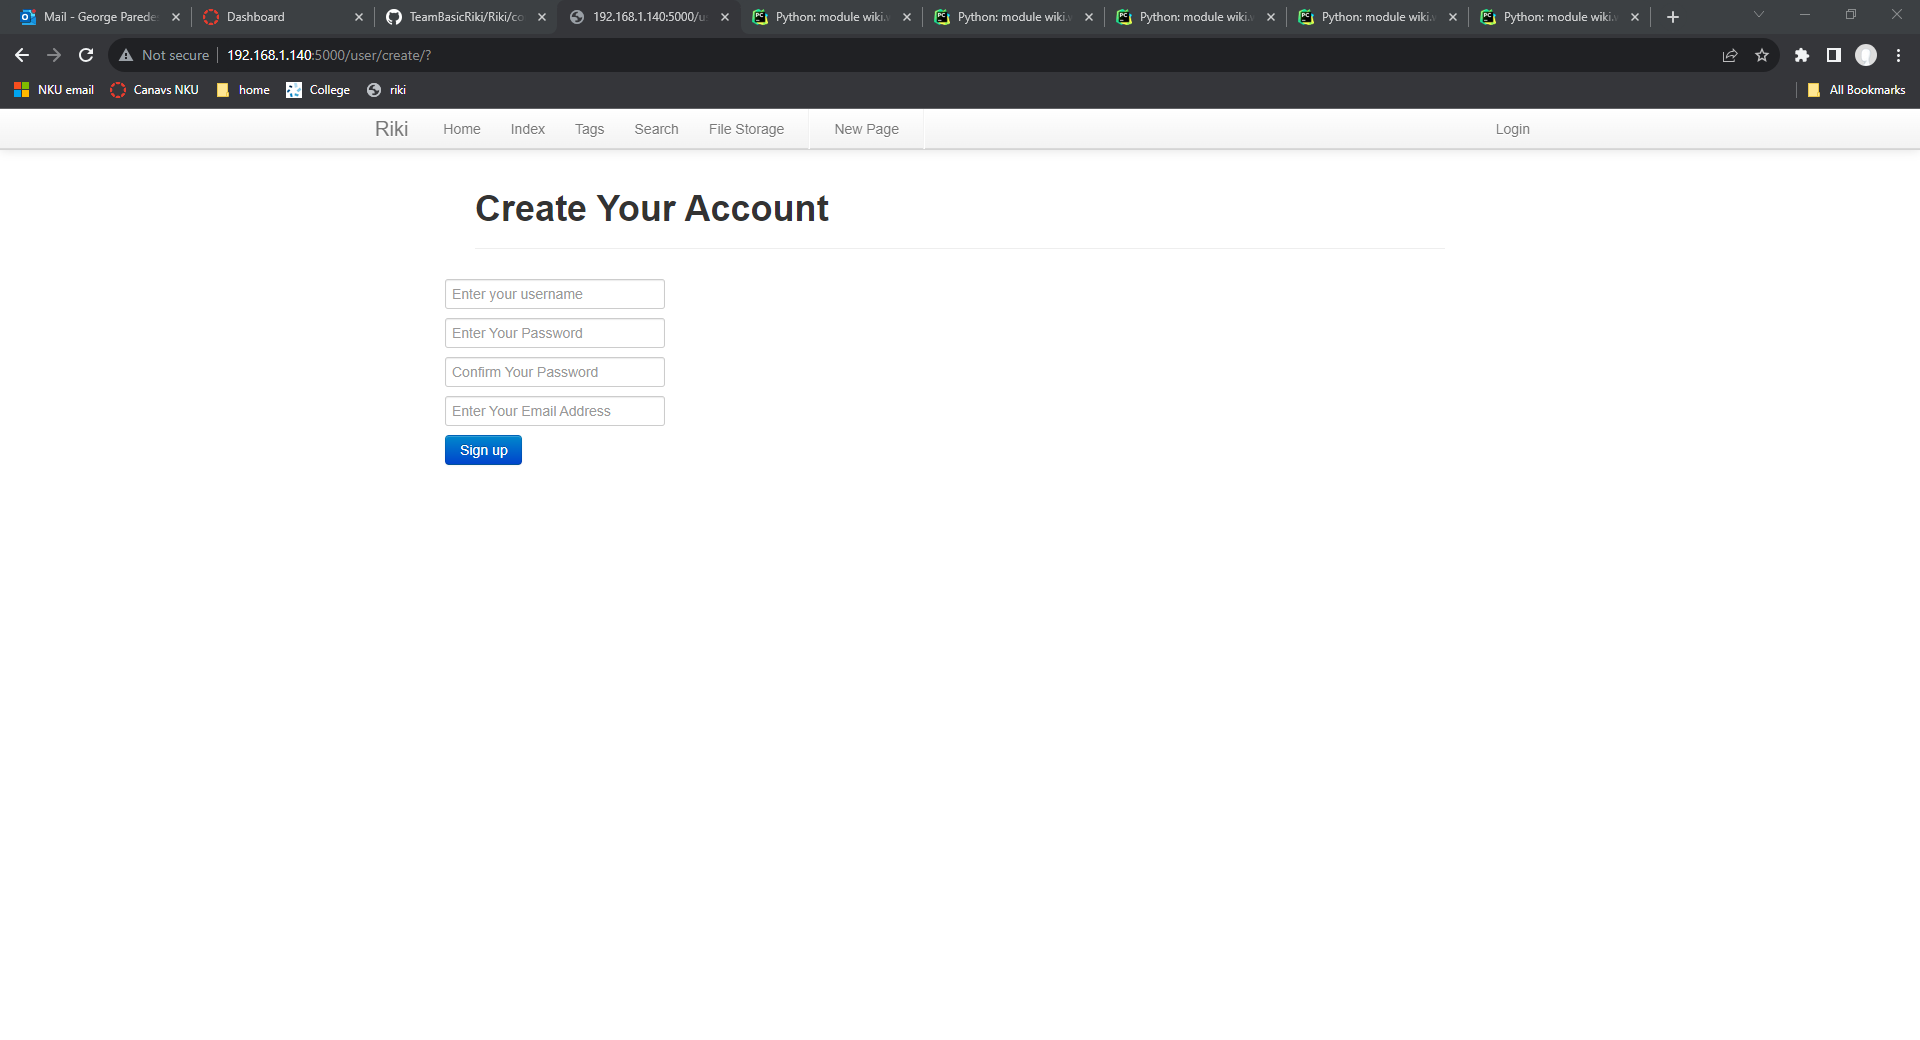 Mail - George Parede
Dashboard
TeamBasicRiki/Riki/co
192.168.1.140:5000/u
Python: module wiki.
Python: module wiki.
Python: module wiki.
Python: module wiki.
Python: module wiki.
Not secure
192.168.1.140:5000/user/create/?
NKU email
Canavs NKU
home
College
riki
All Bookmarks
Riki
Home
Index
Tags
Search
File Storage
New Page
Login
Create Your Account
Enter your username
Enter Your Password
Confirm Your Password
Enter Your Email Address
Sign up